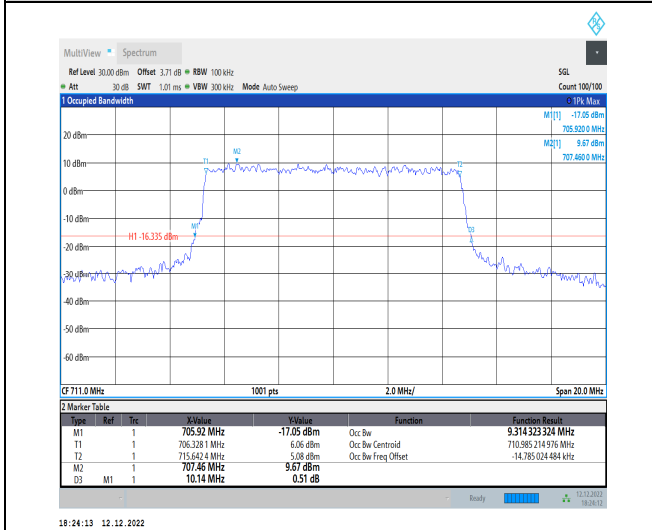 MultiView Spectrum
Ref Level 30.00 dBm Offset 3.71 dB RBW 100 kHz SGL
Att 30 dB SWT 1.01 ms VBW 300 kHz Mode Auto Sweep Count 100/100
1 Occupied Bandwidth 1Pk Max
M1[1] -17.05 dBm
705.9200 MHz
M2[1] 9.67 dBm
707.4600 MHz
20 dBm
M2
10 dBm T1 T2
0 dBm
-10 dBm
M1 D3
H1 -16.335 dBm
-20 dBm
-30 dBm
-40 dBm
-50 dBm
-60 dBm
CF 711.0 MHz 1001 pts 2.0 MHz/ Span 20.0 MHz
2 Marker Table
Type Ref Trc X-Value Y-Value Function Function Result
M1 1 705.92 MHz -17.05 dBm Occ Bw 9.314 323 324 MHz
T1 1 706.328 1 MHz 6.06 dBm Occ Bw Centroid 710.985 214 976 MHz
T2 1 715.642 4 MHz 5.08 dBm Occ Bw Freq Offset -14.785 024 484 kHz
M2 1 707.46 MHz 9.67 dBm
D3 M1 1 10.14 MHz 0.51 dB
Ready 12.12.2022
18:24:12
18:24:13 12.12.2022